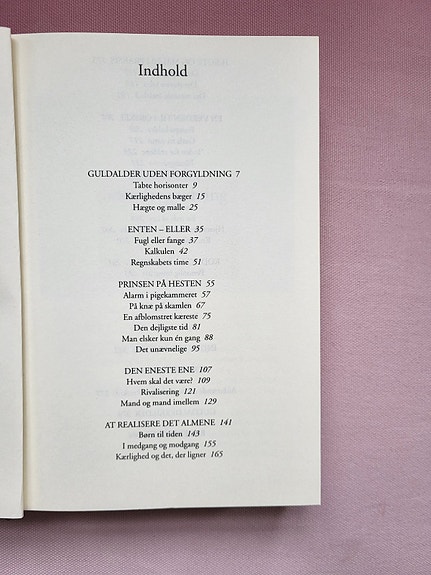 Indhold
GULDALDER UDEN FORGYLDNING 7
Tabte horisonter 9
Kærlighedens bæger 15
Hægte og malle 25
ENTEN – ELLER 35
Fugl eller fange 37
Kalkulen 42
Regnskabets time 51
PRINSEN PÅ HESTEN 55
Alarm i pigekammeret 57
På knæ på skamlen 67
En afblomstret kæreste 75
Den dejligste tid 81
Man elsker kun én gang 88
Det unævnelige 95
DEN ENESTE ENE 107
Hvem skal det være? 109
Rivalisering 121
Mand og mand imellem 129
AT REALISERE DET ALMENE 141
Børn til tiden 143
I medgang og modgang 155
Kærlighed og det, der ligner 165